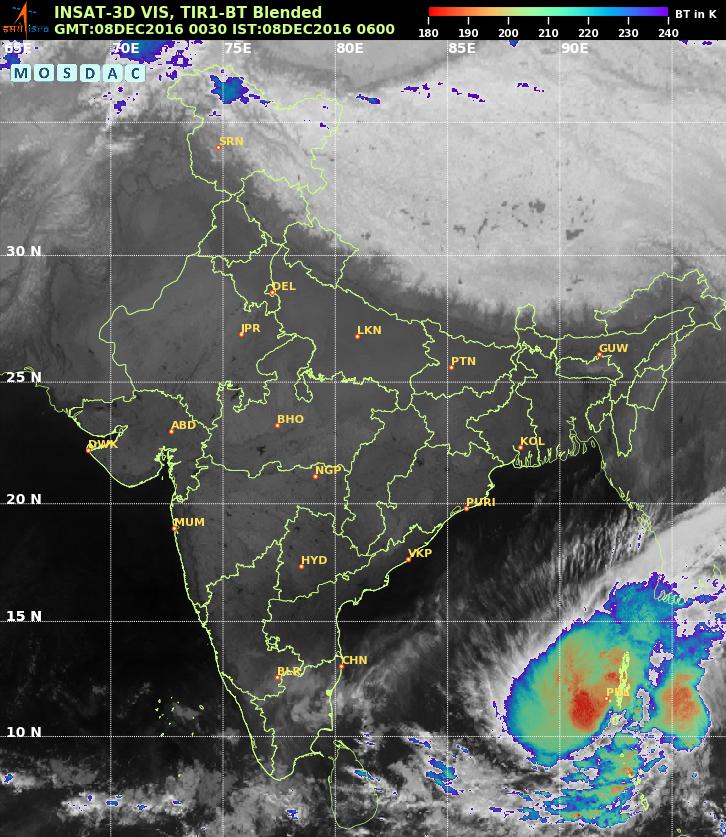 INSAT-3D VIS, TIR1-BT Blended
GMT:08DEC2016 0030 IST:08DEC2016 0600
BT in K
180 190 200 210 220 230 240
65E 70E 75E 80E 85E 90E
MOSDAC
SRN
30 N
DEL
JPR
LKN
GUW
PTN
25 N
ABD
BHO
DWK
KOL
NGP
20 N
PURI
MUM
VKP
HYD
15 N
CHN
BLR
10 N